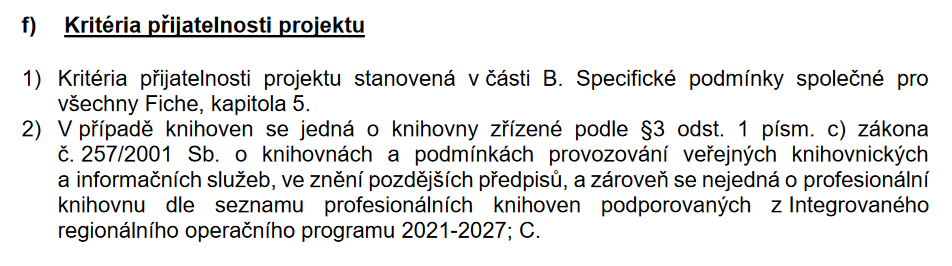 f) Kritéria přijatelnosti projektu
1) Kritéria přijatelnosti projektu stanovená v části B. Specifické podmínky společné pro
všechny Fiche, kapitola 5.
2) V případě knihoven se jedná o knihovny zřízené podle §3 odst. 1 písm. c) zákona
č. 257/2001 Sb. o knihovnách a podmínkách provozování veřejných knihovnických
a informačních služeb, ve znění pozdějších předpisů, a zároveň se nejedná o profesionální
knihovnu dle seznamu profesionálních knihoven podporovaných z Integrovaného
regionálního operačního programu 2021-2027; C.